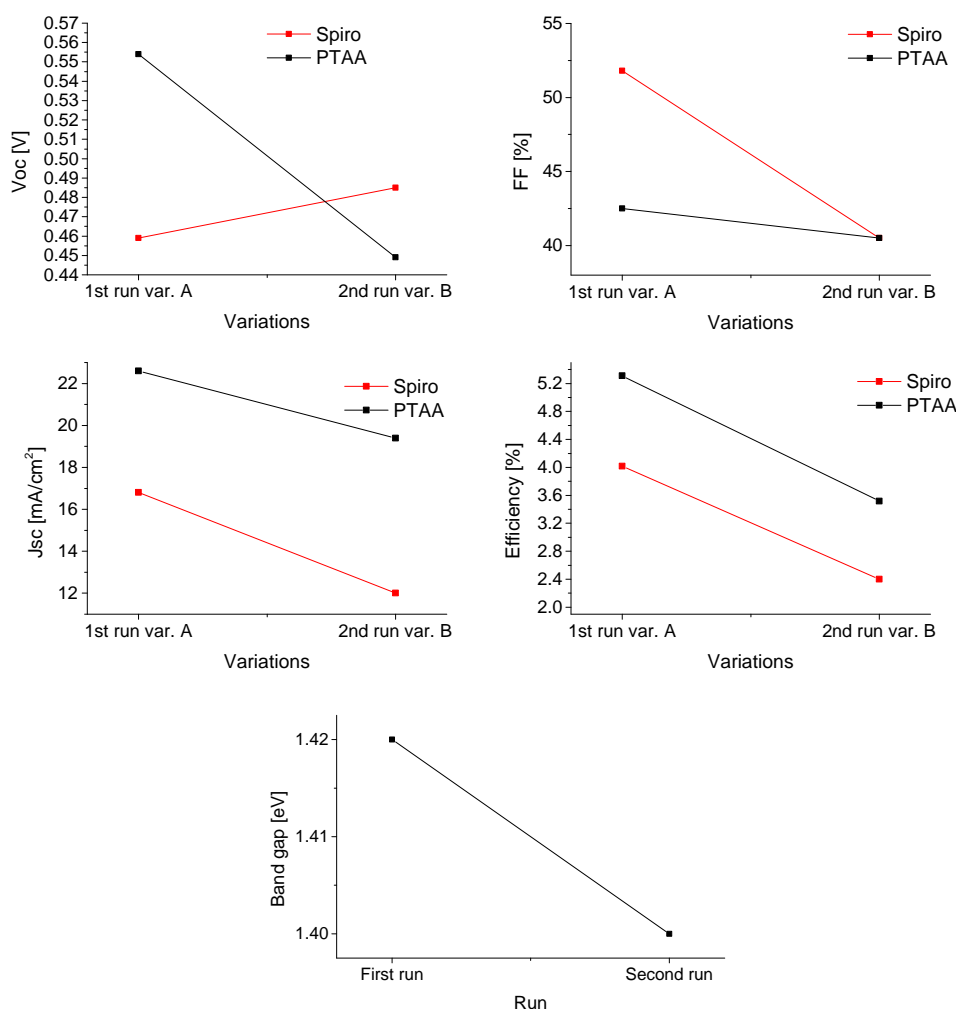 Voc [V]
0.57
0.56
0.55
0.54
0.53
0.52
0.51
0.50
0.49
0.48
0.47
0.46
0.45
0.44
Spiro
PTAA
1st run var. A
2nd run var. B
Variations
FF [%]
55
50
45
40
Spiro
PTAA
1st run var. A
2nd run var. B
Variations
Jsc [mA/cm²]
22
20
18
16
14
12
Spiro
PTAA
1st run var. A
2nd run var. B
Variations
Efficiency [%]
5.2
4.8
4.4
4.0
3.6
3.2
2.8
2.4
2.0
Spiro
PTAA
1st run var. A
2nd run var. B
Variations
Band gap [eV]
1.42
1.41
1.40
First run
Second run
Run